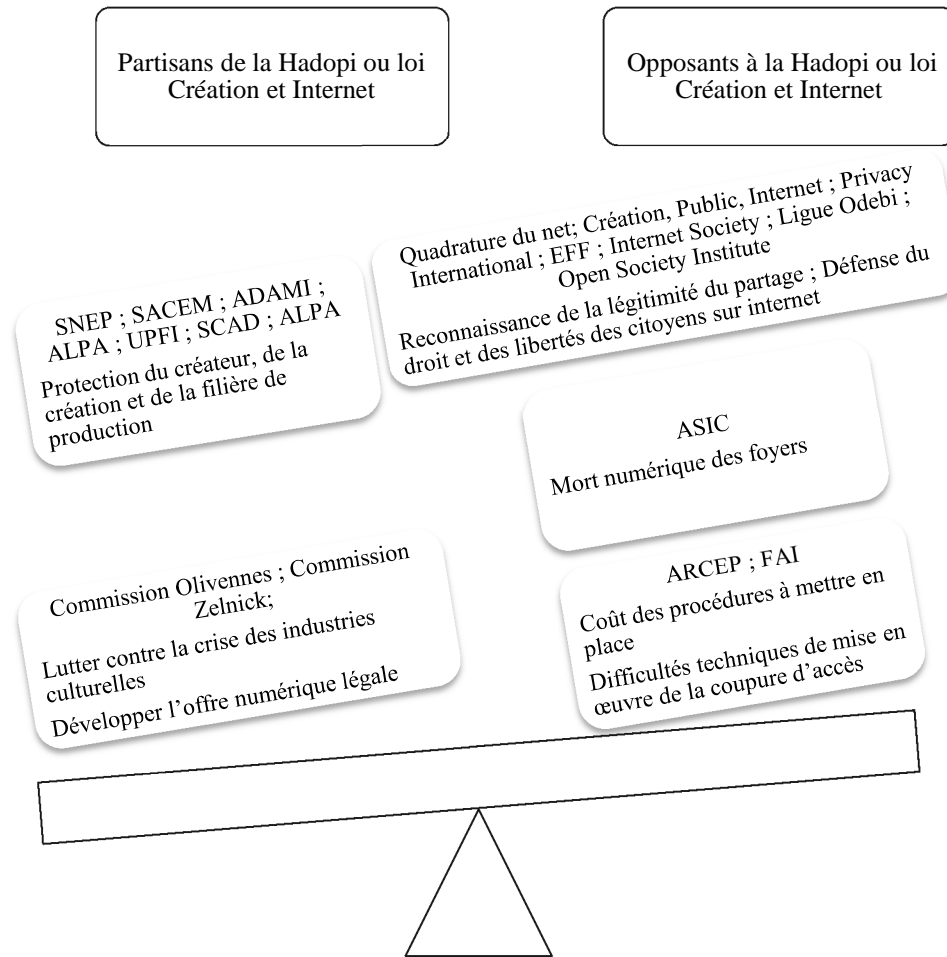 Partisans de la Hadopi ou loi
Création et Internet
Opposants à la Hadopi ou loi
Création et Internet
SNEP ; SACEM ; ADAMI ;
ALPA ; UPFI ; SCAD ; ALPA
Protection du créateur, de la
création et de la filière de
production
Commission Olivennes ; Commission
Zelnick;
Lutter contre la crise des industries
culturelles
Développer l’offre numérique légale
Quadrature du net; Création, Public, Internet ; Privacy
International ; EFF ; Internet Society ; Ligue Odebi ;
Open Society Institute
Reconnaissance de la légitimité du partage ; Défense du
droit et des libertés des citoyens sur internet
ASIC
Mort numérique des foyers
ARCEP ; FAI
Coût des procédures à mettre en
place
Difficultés techniques de mise en
œuvre de la coupure d’accès